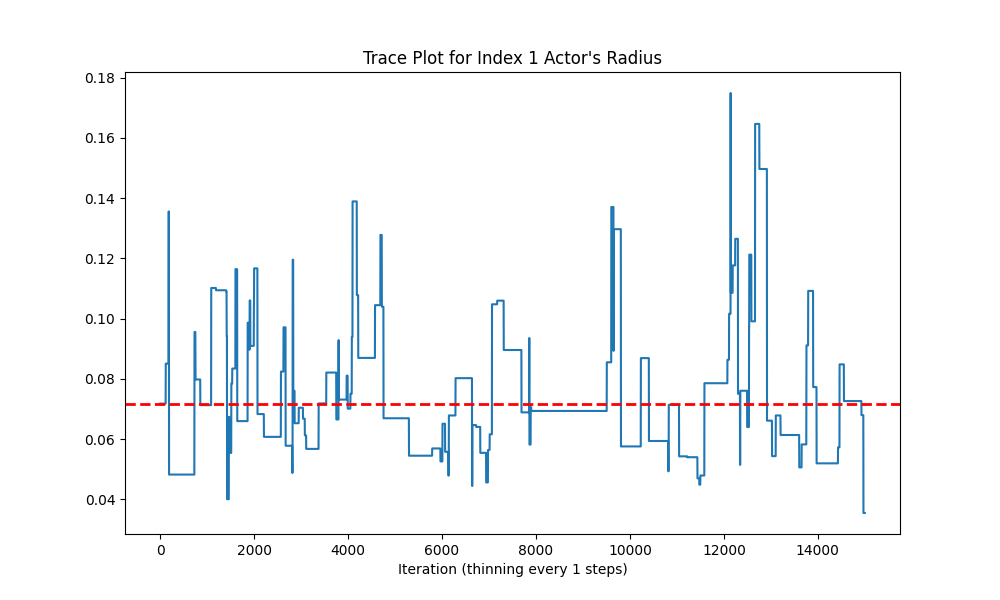 Trace Plot for Index 1 Actor's Radius
0.18
0.16
0.14
0.12
0.10
0.08
0.06
0.04
0 2000 4000 6000 8000 10000 12000 14000
Iteration (thinning every 1 steps)